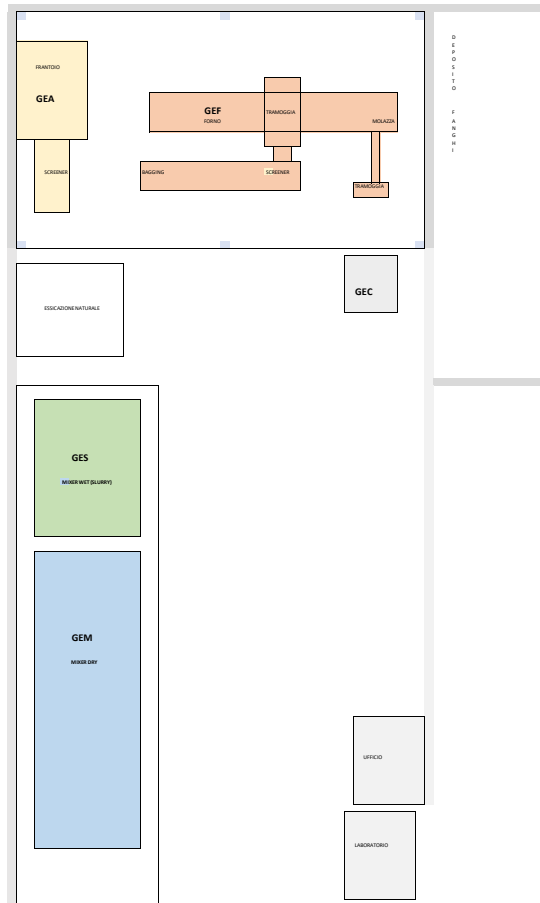 DEPOSITO FANGHI
FRANTOIO
GEA
SCREENER
GEF
FORNO
TRAMOGGIA
MOLAZZA
BAGGING
SCREENER
TRAMOGGIA
ESSICAZIONE NATURALE
GEC
GES
MIXER WET (SLURRY)
GEM
MIXER DRY
UFFICIO
LABORATORIO